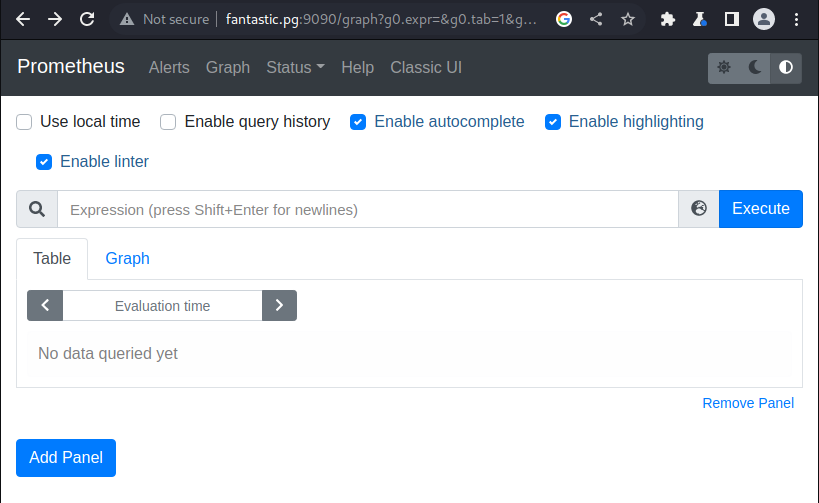 Not secure fantastic.pg:9090/graph?g0.expr=&g0.tab=1&g...
Prometheus Alerts Graph Status Help Classic UI
Use local time Enable query history Enable autocomplete Enable highlighting
Enable linter
Expression (press Shift+Enter for newlines) Execute
Table Graph
Evaluation time
No data queried yet
Remove Panel
Add Panel